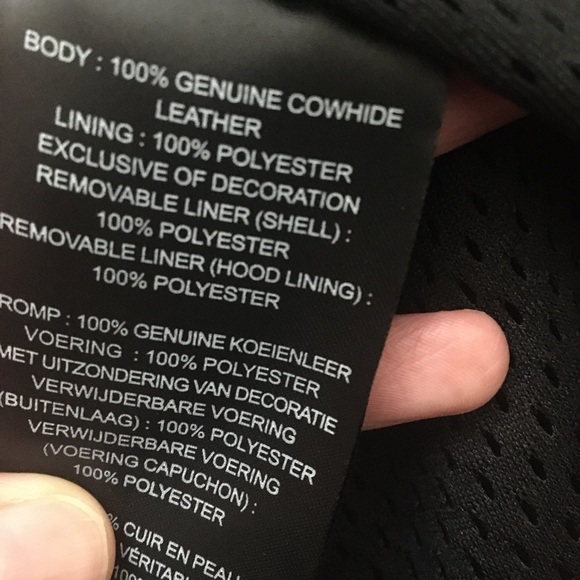 BODY : 100% GENUINE COWHIDE
LEATHER
LINING : 100% POLYESTER
EXCLUSIVE OF DECORATION
REMOVABLE LINER (SHELL) :
100% POLYESTER
REMOVABLE LINER (HOOD LINING) :
100% POLYESTER
ROMP : 100% GENUINE KOEIENLEER
VOERING : 100% POLYESTER
MET UITZONDERING VAN DECORATIE
VERWIJDERBARE VOERING
(BUITENLAAG) : 100% POLYESTER
VERWIJDERBARE VOERING
(VOERING CAPUCHON) :
100% POLYESTER
% CUIR EN PEAU
VÉRITABL
100%